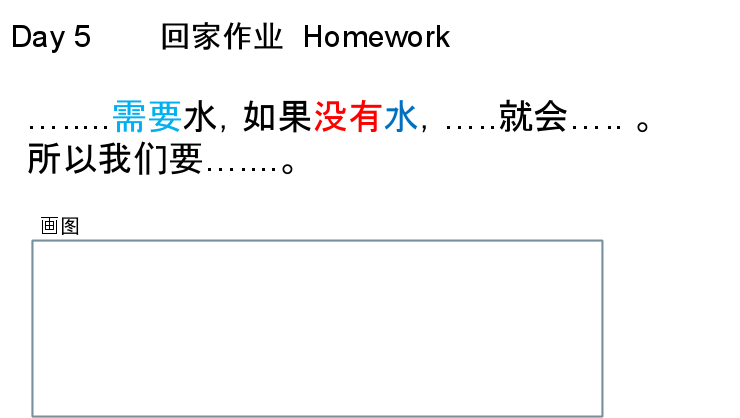 Day 5 回家作业 Homework
……..需要水, 如果没有水, …..就会….. 。
所以我们要…….。
画图